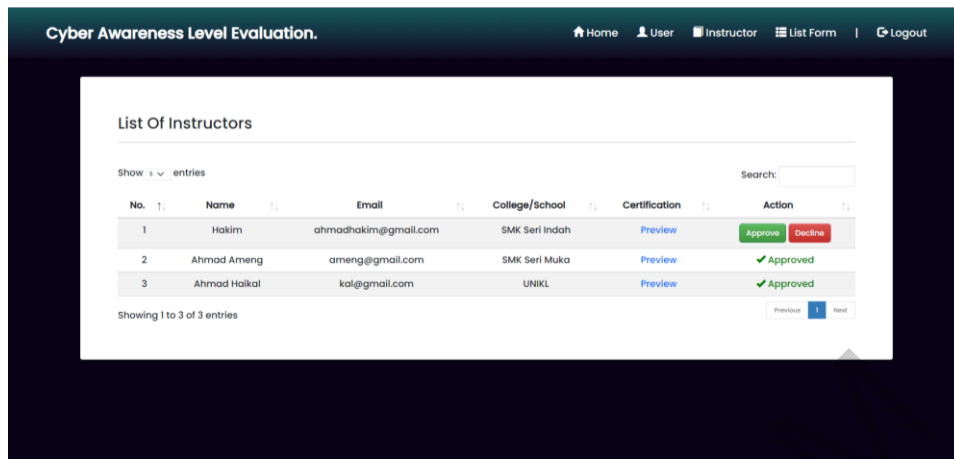 Cyber Awareness Level Evaluation. Home User Instructor List Form | Logout
List Of Instructors
Show 5 entries Search:
No. Name Email College/School Certification Action
1 Hakim ahmadhakim@gmail.com SMK Seri Indah Preview Approve Decline
2 Ahmad Ameng ameng@gmail.com SMK Seri Muka Preview Approved
3 Ahmad Haikal kal@gmail.com UNIKL Preview Approved
Showing 1 to 3 of 3 entries Previous 1 Next